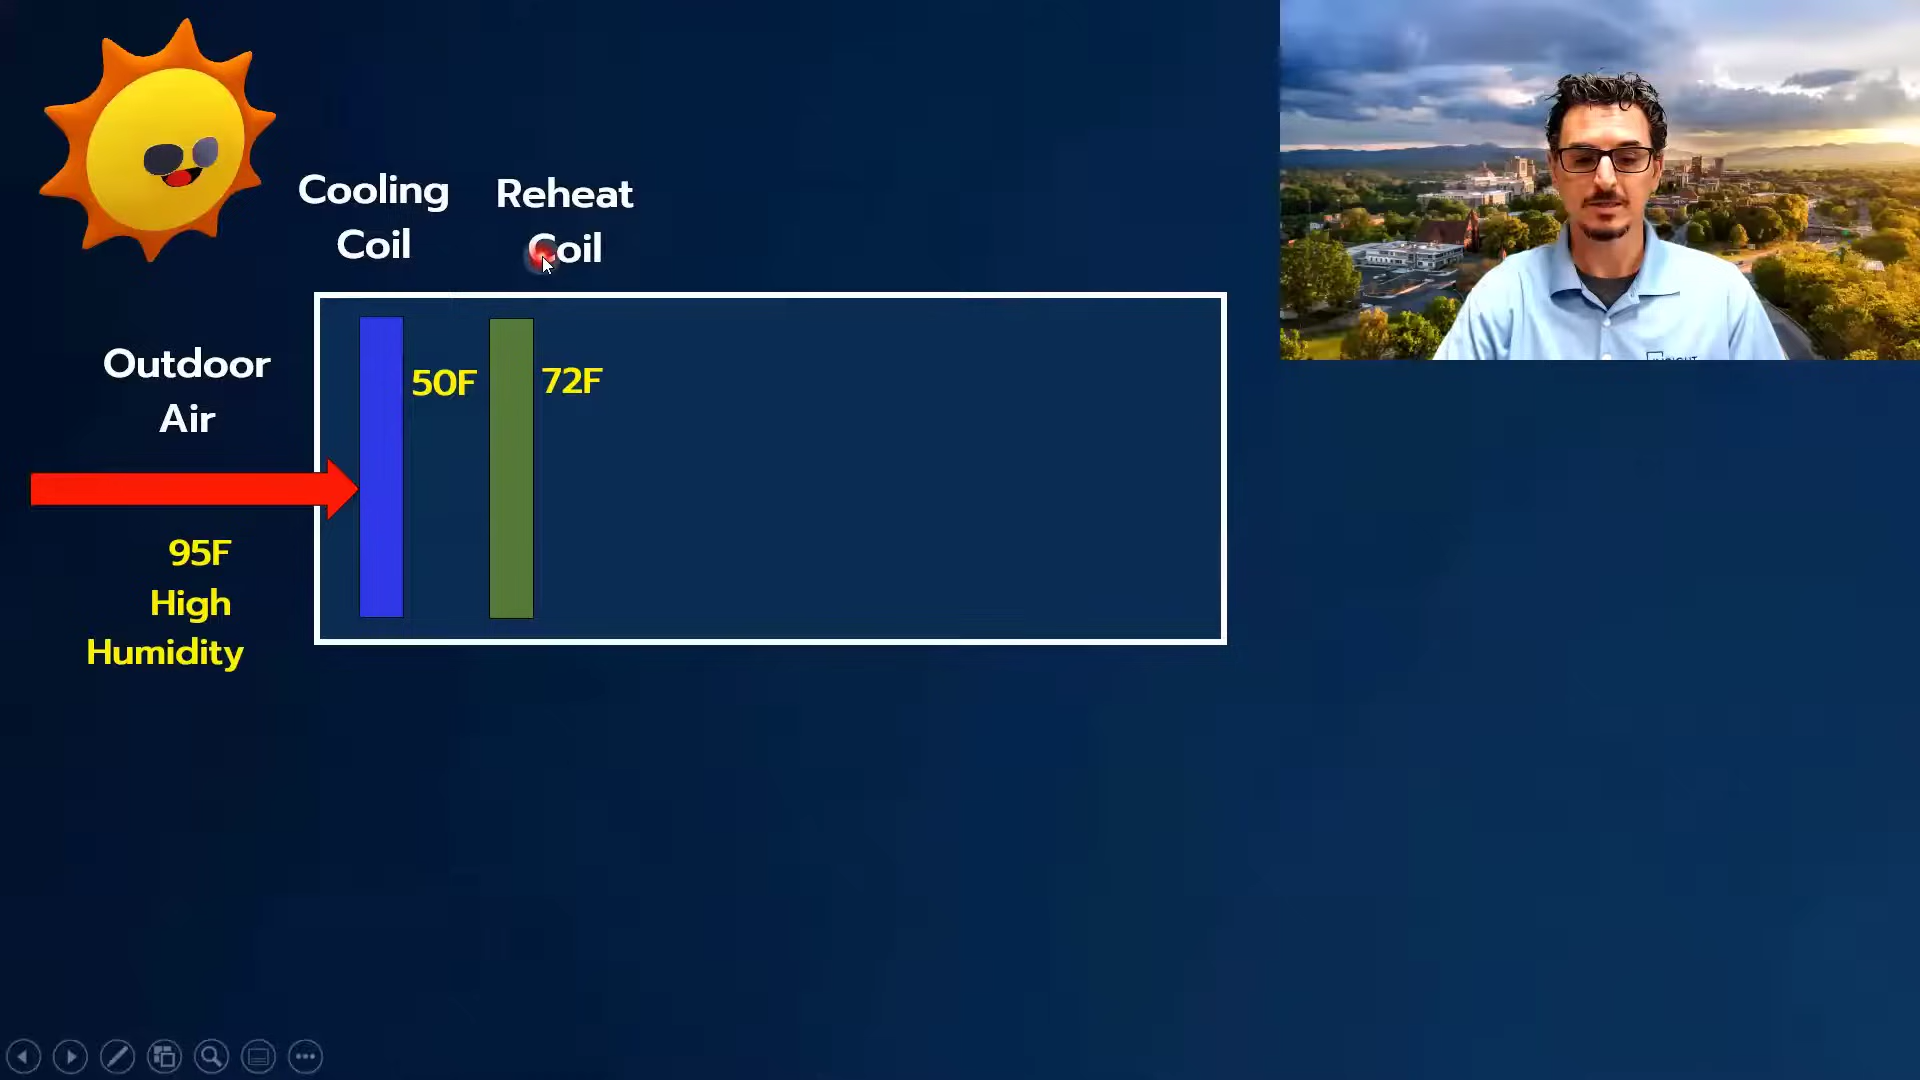 Cooling
Coil
Reheat
Coil
Outdoor
Air
50F
72F
95F
High
Humidity